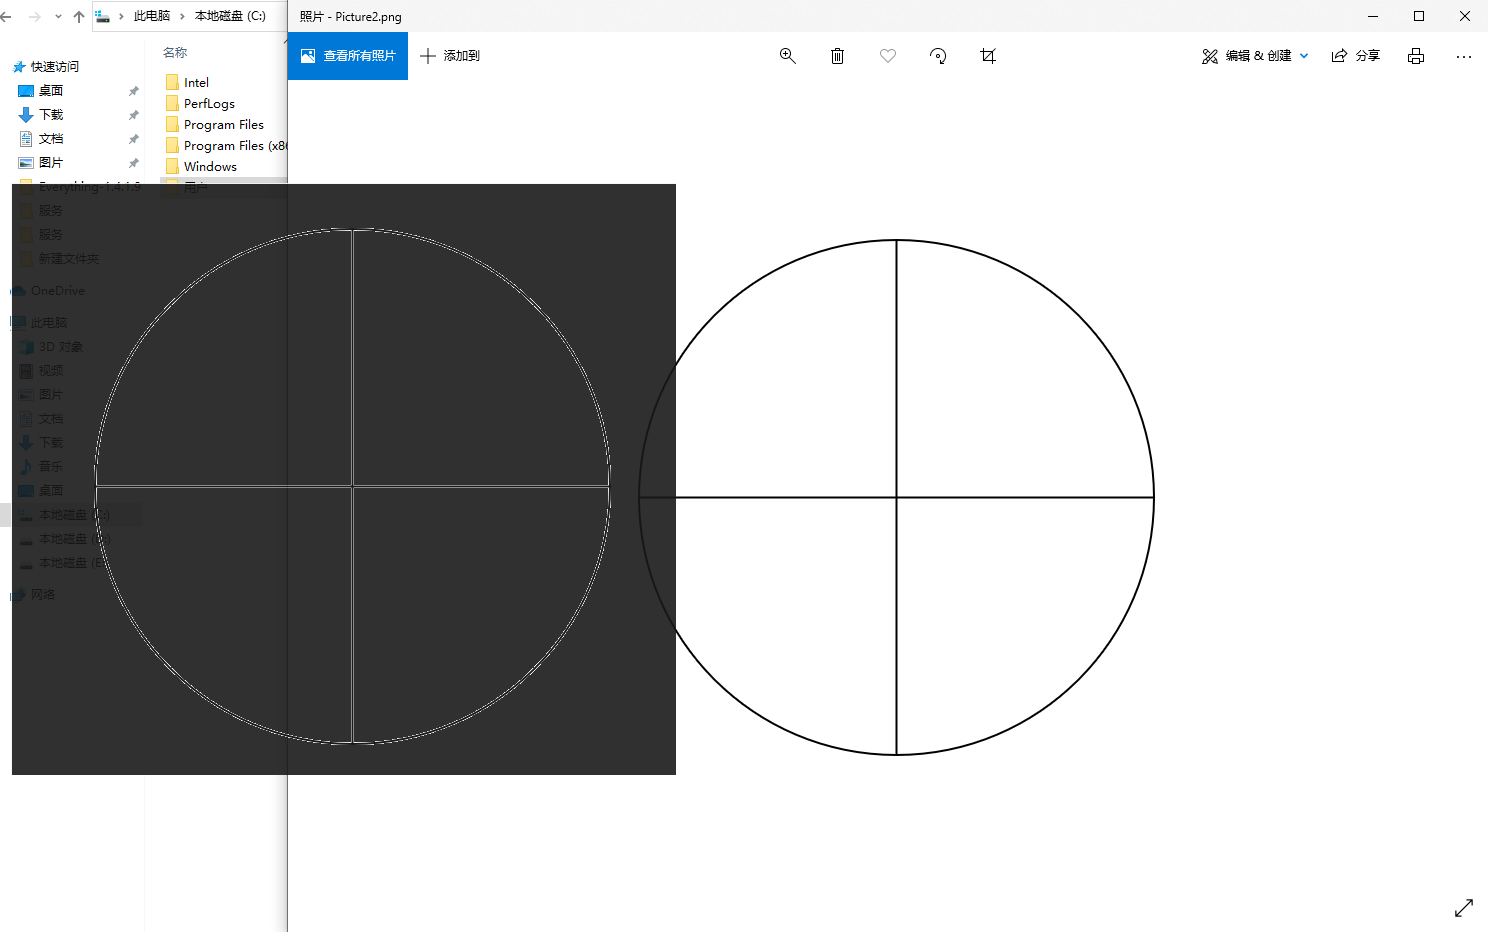 此电脑 本地磁盘 (C:)
照片 - Picture2.png
查看所有照片
添加到
编辑 & 创建
分享
名称
快速访问
桌面
下载
文档
图片
Everything-1.4.1.9
服务
服务
新建文件夹
OneDrive
此电脑
3D 对象
视频
图片
文档
下载
音乐
桌面
本地磁盘 (C:)
本地磁盘 (
本地磁盘 (E
网络
Intel
PerfLogs
Program Files
Program Files (x86
Windows
用户